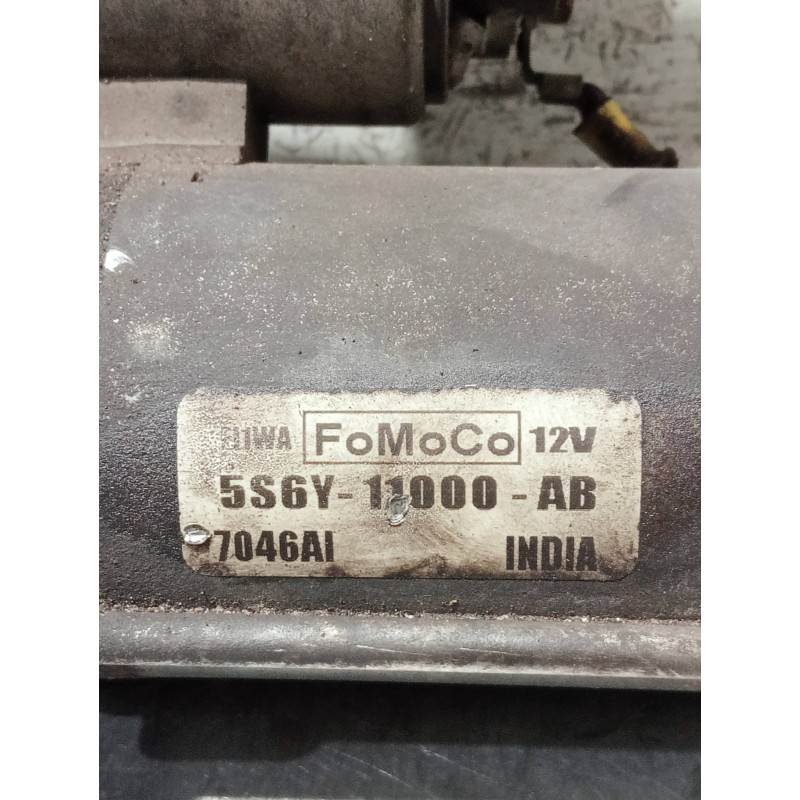 FoMoCo 12V
5S6Y-11000-AB
7046AI INDIA